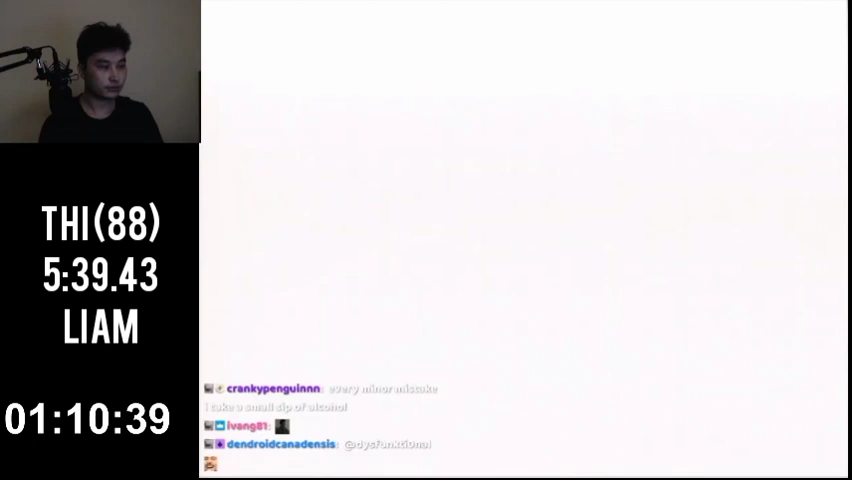 THI(88)
5:39.43
LIAM
01:10:39
crankypenguinnn: every minor mistake
i take a small sip of alcohol
ivang81:
dendroidcanadensis: @dysfunkti0nal